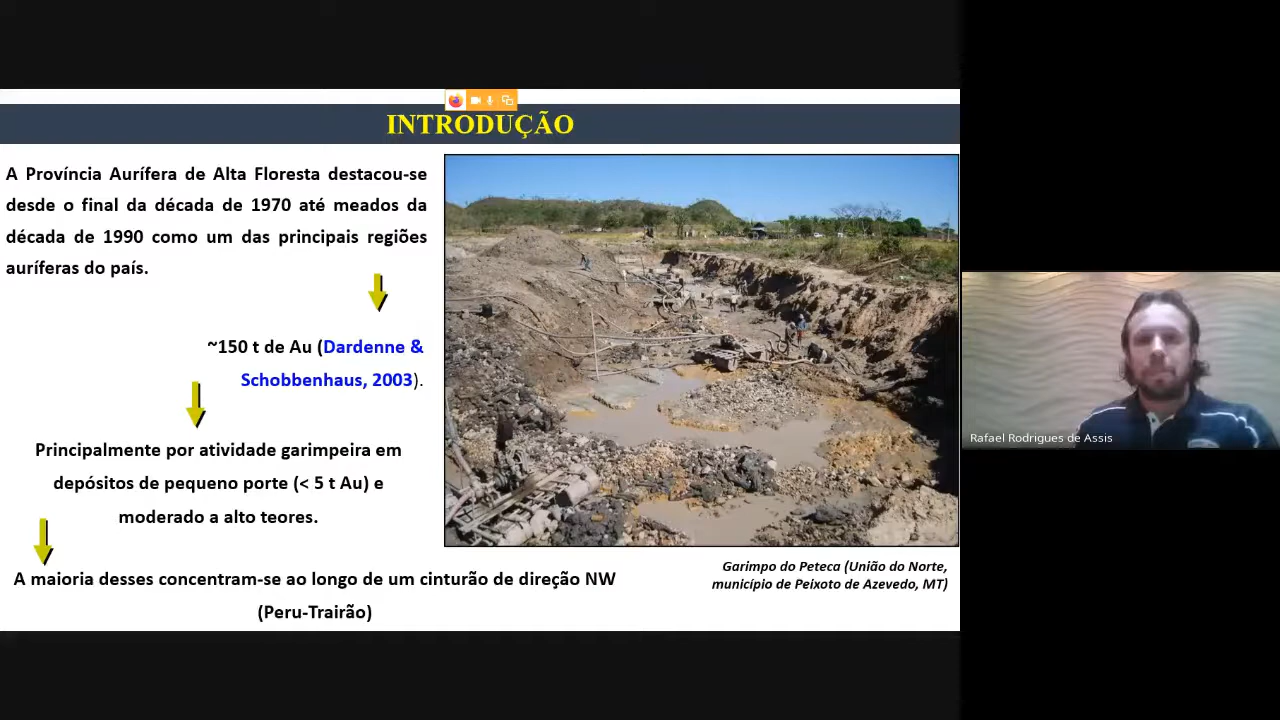 INTRODUÇÃO
A Província Aurífera de Alta Floresta destacou-se
desde o final da década de 1970 até meados da
década de 1990 como um das principais regiões
auríferas do país.
~150 t de Au (Dardenne &
Schobbenhaus, 2003).
Principalmente por atividade garimpeira em
depósitos de pequeno porte (< 5 t Au) e
moderado a alto teores.
A maioria desses concentram-se ao longo de um cinturão de direção NW
(Peru-Trairão)
Garimpo do Peteca (União do Norte,
município de Peixoto de Azevedo, MT)
Rafael Rodrigues de Assis